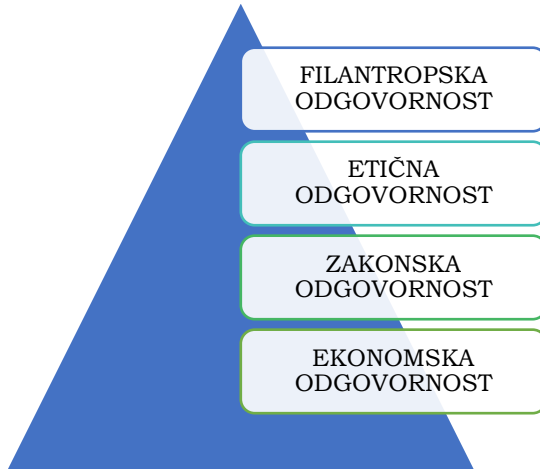 FILANTROPSKA
ODGOVORNOST
ETIČNA
ODGOVORNOST
ZAKONSKA
ODGOVORNOST
EKONOMSKA
ODGOVORNOST